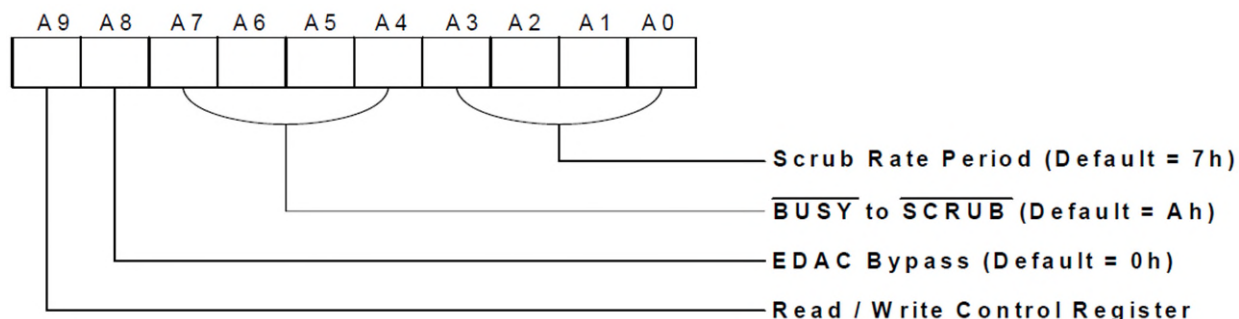 A9 A8 A7 A6 A5 A4 A3 A2 A1 A0
Scrub Rate Period (Default = 7h)
BUSY to SCRUB (Default = Ah)
EDAC Bypass (Default = 0h)
Read / Write Control Register